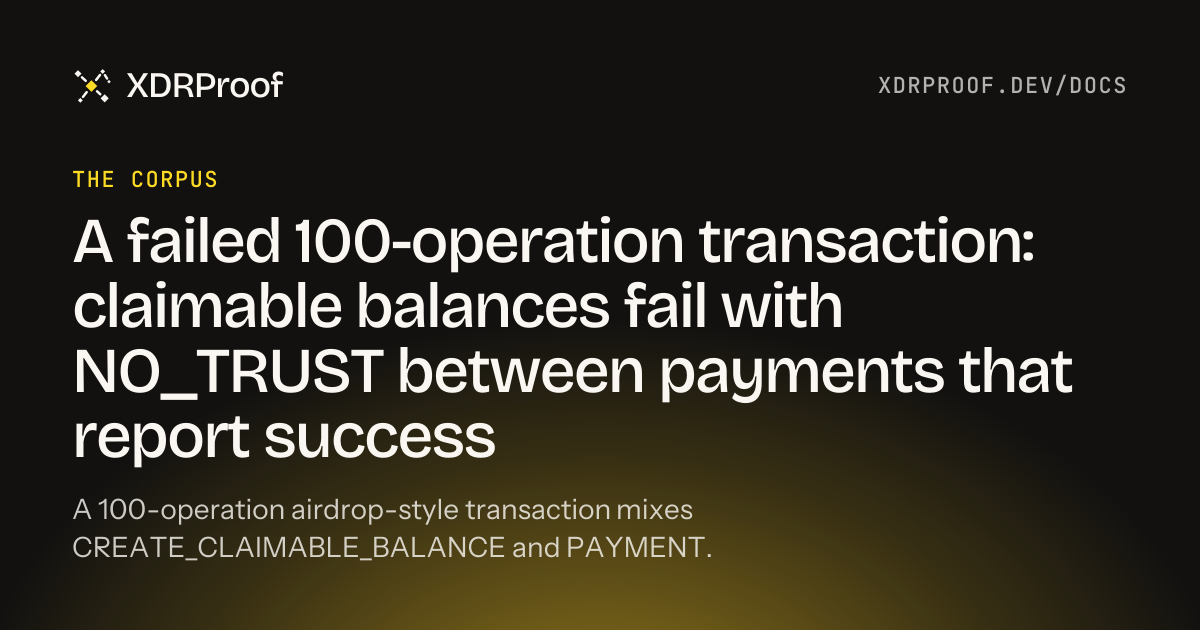 XDRProof
XDRPROOF.DEV/DOCS
THE CORPUS
A failed 100-operation transaction:
claimable balances fail with
NO_TRUST between payments that
report success
A 100-operation airdrop-style transaction mixes
CREATE_CLAIMABLE_BALANCE and PAYMENT.